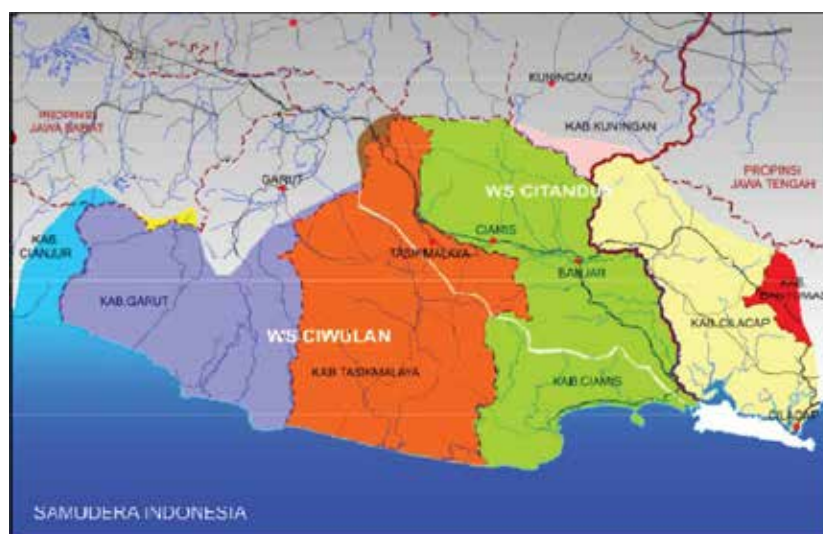 KUNINGAN
PROPINSI
JAWA BARAT
KAB.KUNINGAN
PROPINSI
JAWA TENGAH
GARUT
WS CITANDUY
CIAMIS
KAB.
CIANJUR
TASIKMALAYA
BANJAR
KAB.GARUT
KAB.
KAB.CILACAP
WS CIWULAN
KAB.TASIKMALAYA
KAB.CIAMIS
CILACAP
SAMUDERA INDONESIA